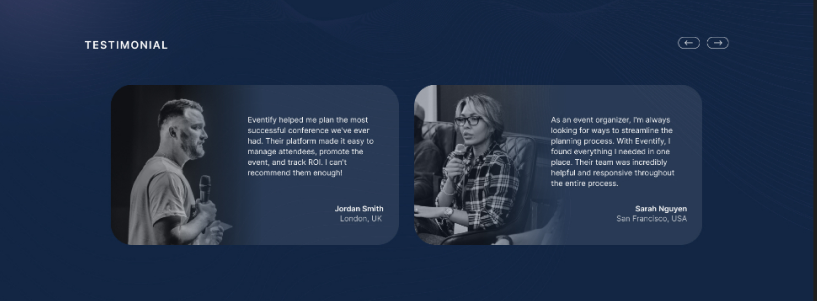 TESTIMONIAL
Eventify helped me plan the most
successful conference we've ever
had. Their platform made it easy to
manage attendees, promote the
event, and track ROI. I can't
recommend them enough!
Jordan Smith
London, UK
As an event organizer, I'm always
looking for ways to streamline the
planning process. With Eventify, I
found everything I needed in one
place. Their team was incredibly
helpful and responsive throughout
the entire process.
Sarah Nguyen
San Francisco, USA